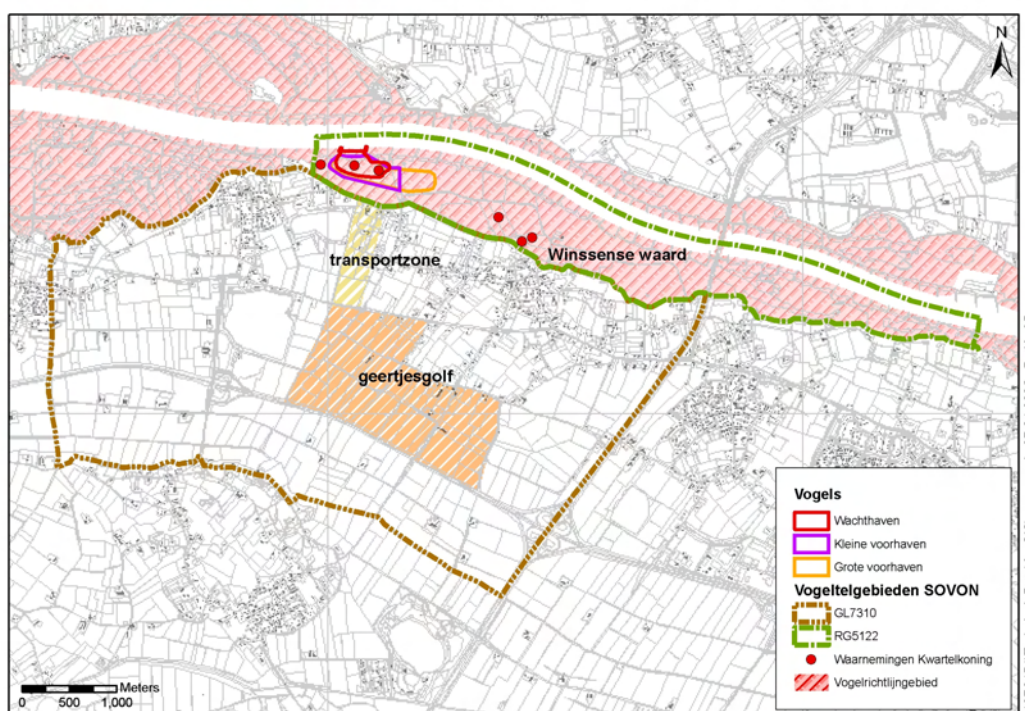 N
transportzone
Winssense waard
geertjesgolf
Vogels
Wachthaven
Kleine voorhaven
Grote voorhaven
Vogeltelgebieden SOVON
GL7310
RG5122
Waarnemingen Kwartelkoning
Vogelrichtlijngebied
Meters
0 500 1,000